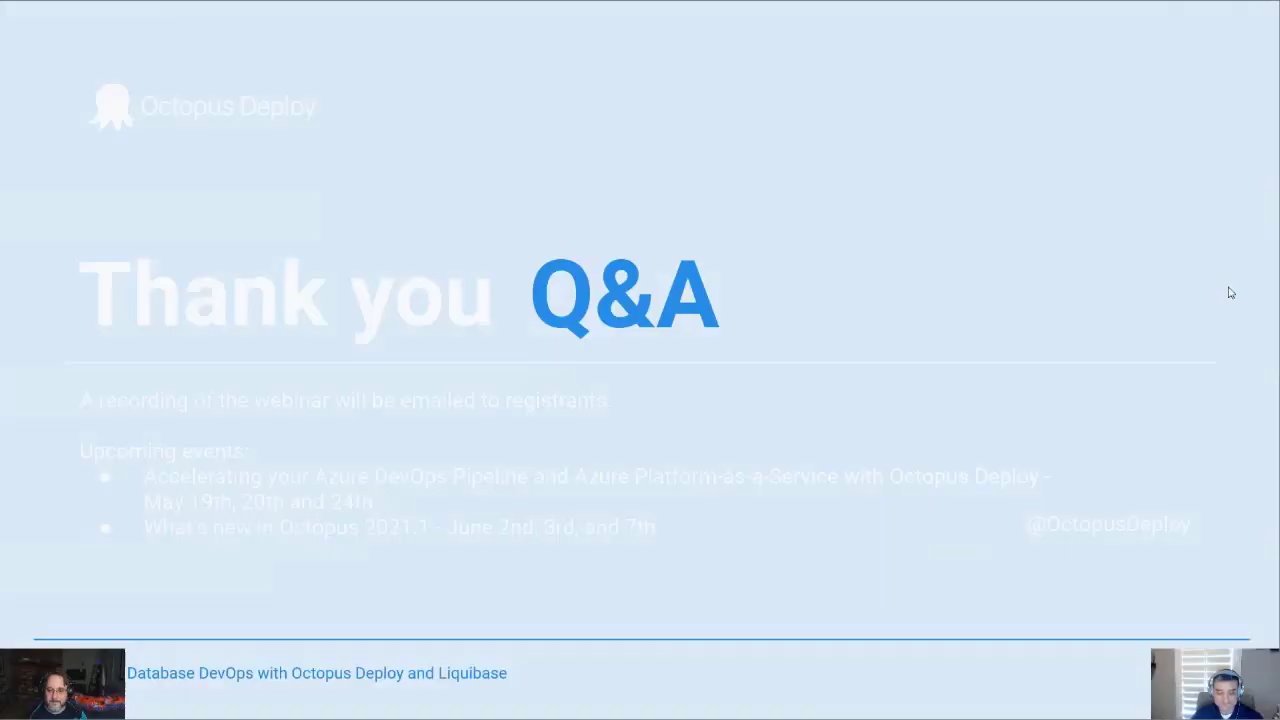 Octopus Deploy
Thank you Q&A
A recording of the webinar will be emailed to registrants
Upcoming events:
● Accelerating your Azure DevOps Pipeline and Azure Platform-as-a-Service with Octopus Deploy -
May 19th, 20th and 24th
● What's new in Octopus 2021.1 - June 2nd, 3rd, and 7th
@OctopusDeploy
Database DevOps with Octopus Deploy and Liquibase